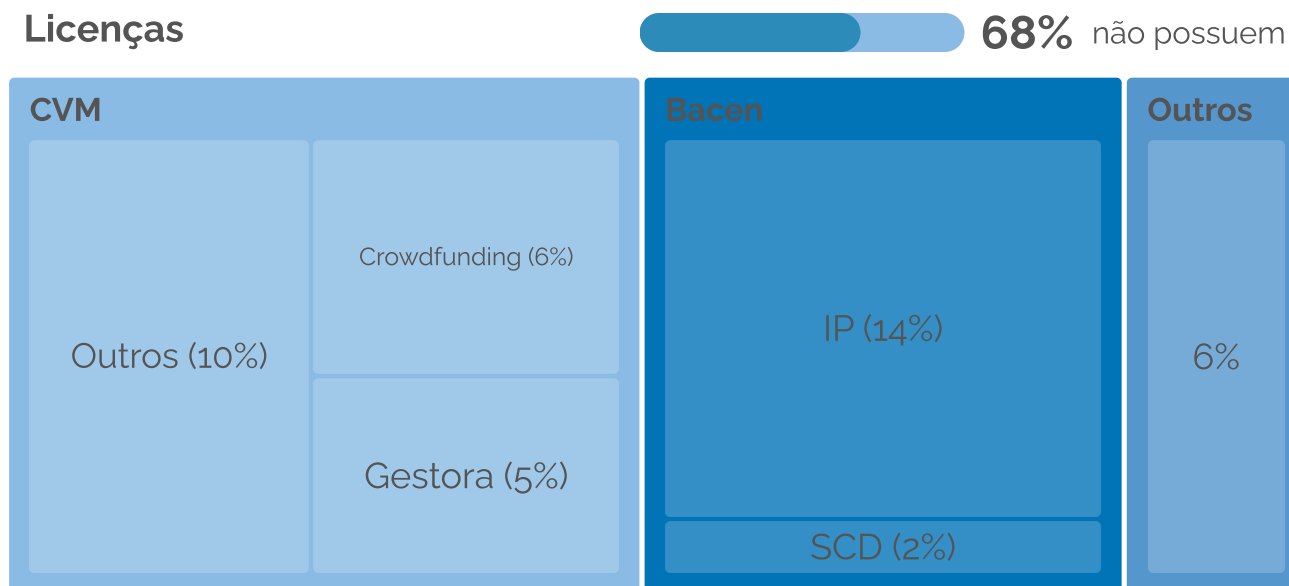 Licenças
68% não possuem
CVM
Outros (10%)
Crowdfunding (6%)
Gestora (5%)
Bacen
IP (14%)
SCD (2%)
Outros
6%